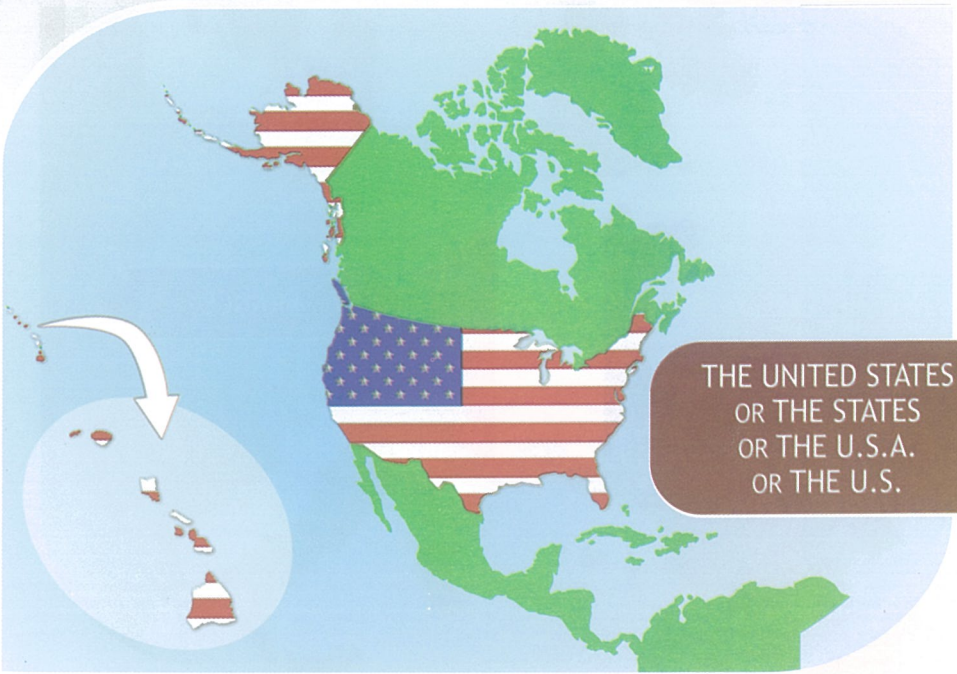 THE UNITED STATES
OR THE STATES
OR THE U.S.A.
OR THE U.S.